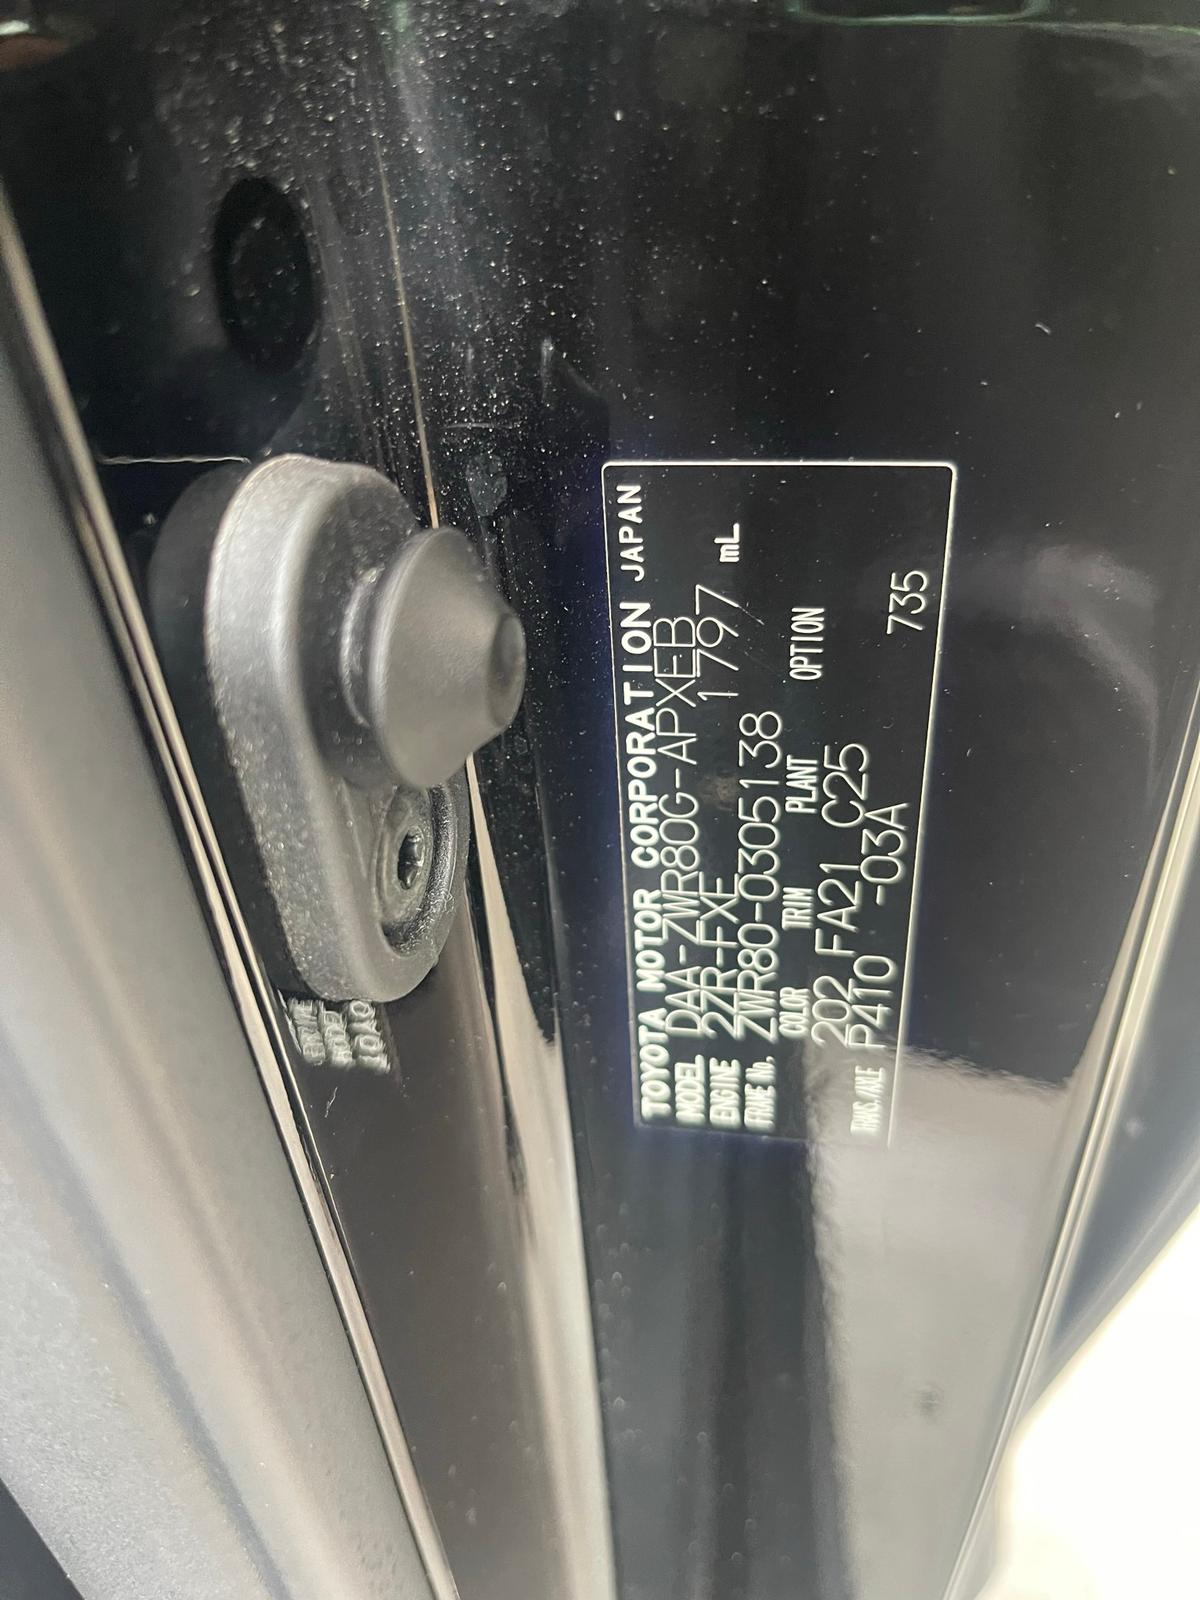 TOYOTA MOTOR CORPORATION JAPAN
MODEL DAA-ZWR80G-APXEB
ENGINE 2ZR-FXE 1797 mL
FRAME No. ZWR80-0305138
COLOR TRIM PLANT OPTION
202 FA21 C25
TRANS./AXLE P410 -03A 735